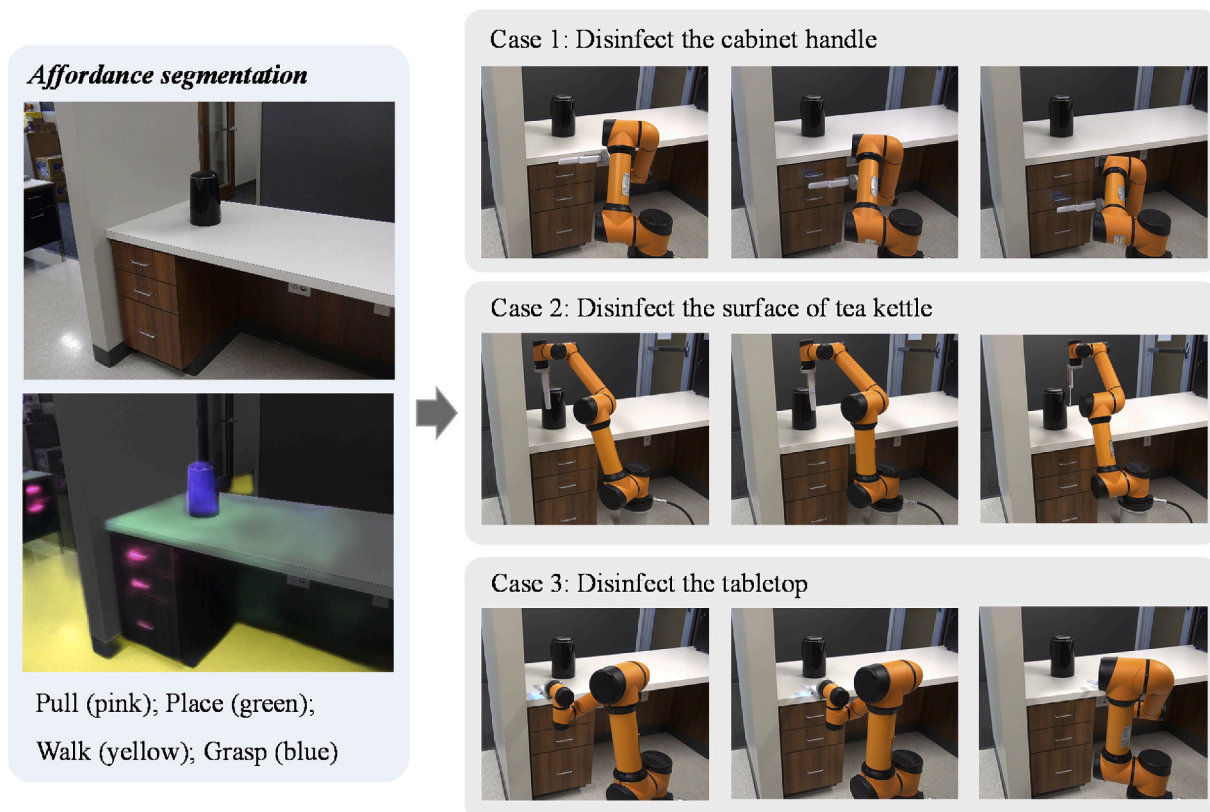 Affordance segmentation
Pull (pink); Place (green);
Walk (yellow); Grasp (blue)
Case 1: Disinfect the cabinet handle
Case 2: Disinfect the surface of tea kettle
Case 3: Disinfect the tabletop